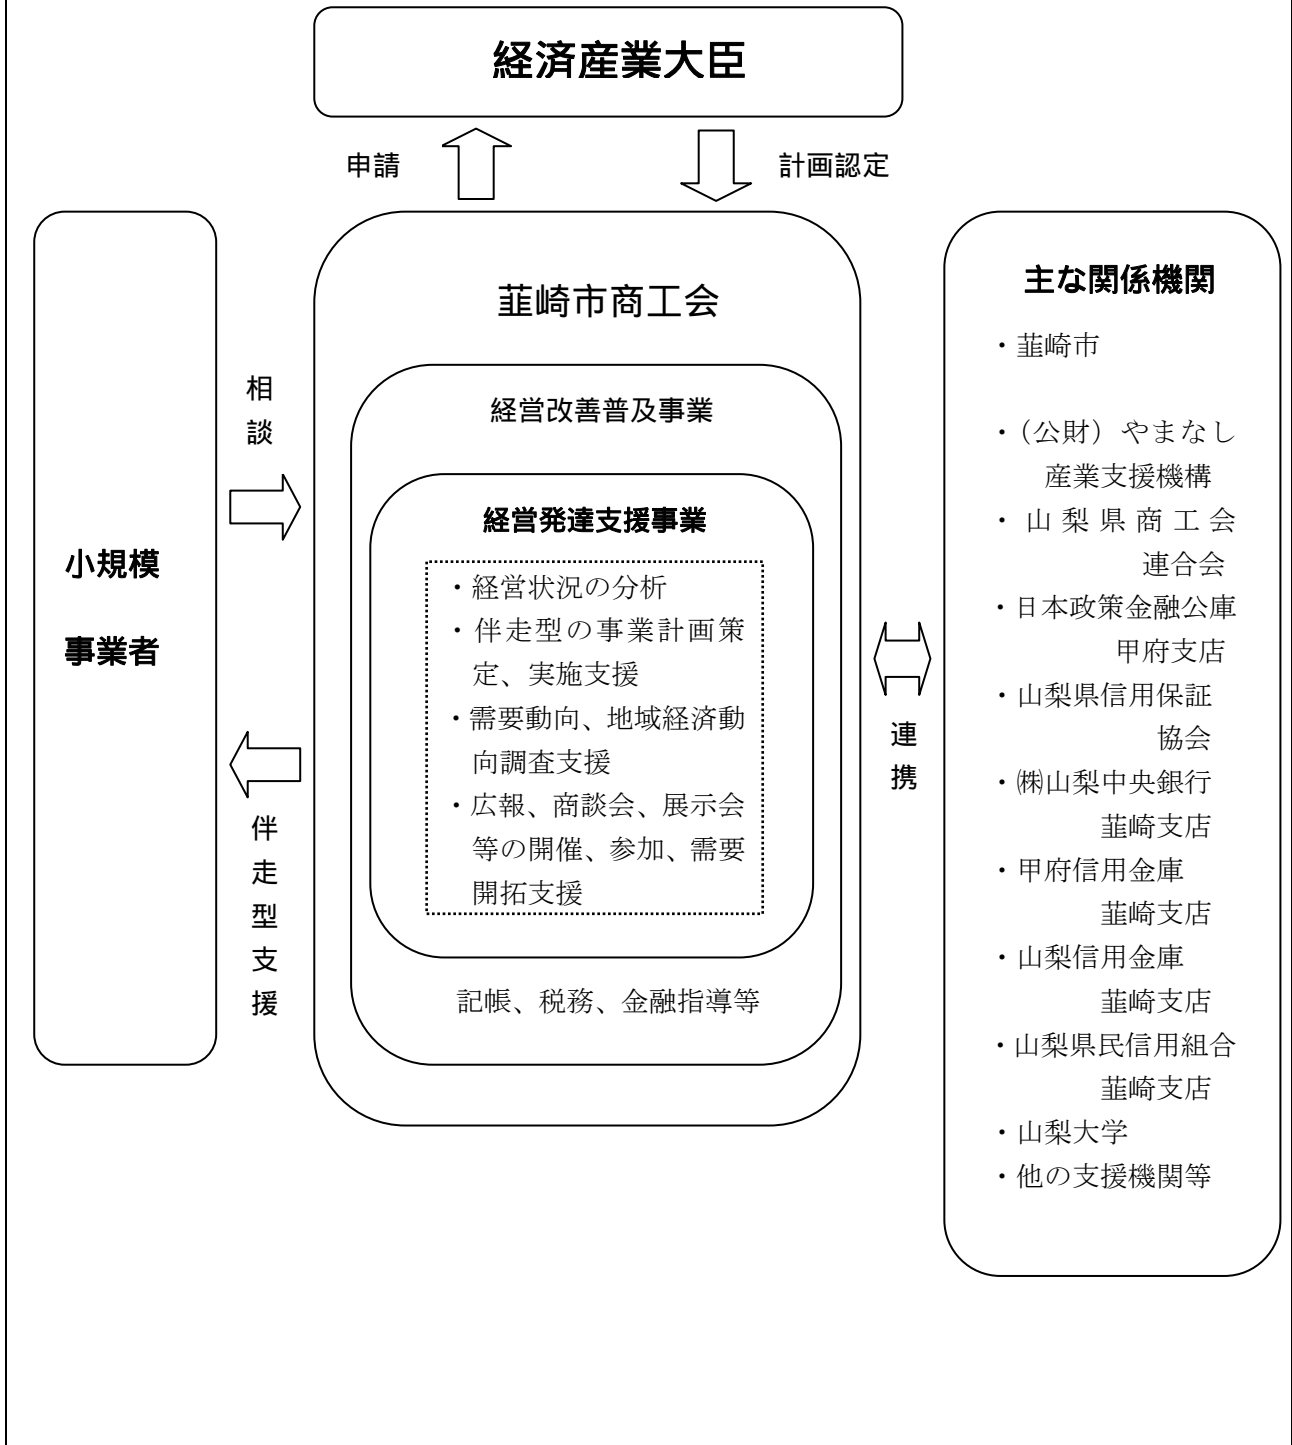 経済産業大臣
申請
計画認定
小規模
事業者
相談
伴走型支援
韮崎市商工会
経営改善普及事業
経営発達支援事業
・経営状況の分析
・伴走型の事業計画策
定、実施支援
・需要動向、地域経済動
向調査支援
・広報、商談会、展示会
等の開催、参加、需要
開拓支援
記帳、税務、金融指導等
連携
主な関係機関
・韮崎市
・（公財）やまなし
産業支援機構
・山梨県商工会
連合会
・日本政策金融公庫
甲府支店
・山梨県信用保証
協会
・㈱山梨中央銀行
韮崎支店
・甲府信用金庫
韮崎支店
・山梨信用金庫
韮崎支店
・山梨県民信用組合
韮崎支店
・山梨大学
・他の支援機関等